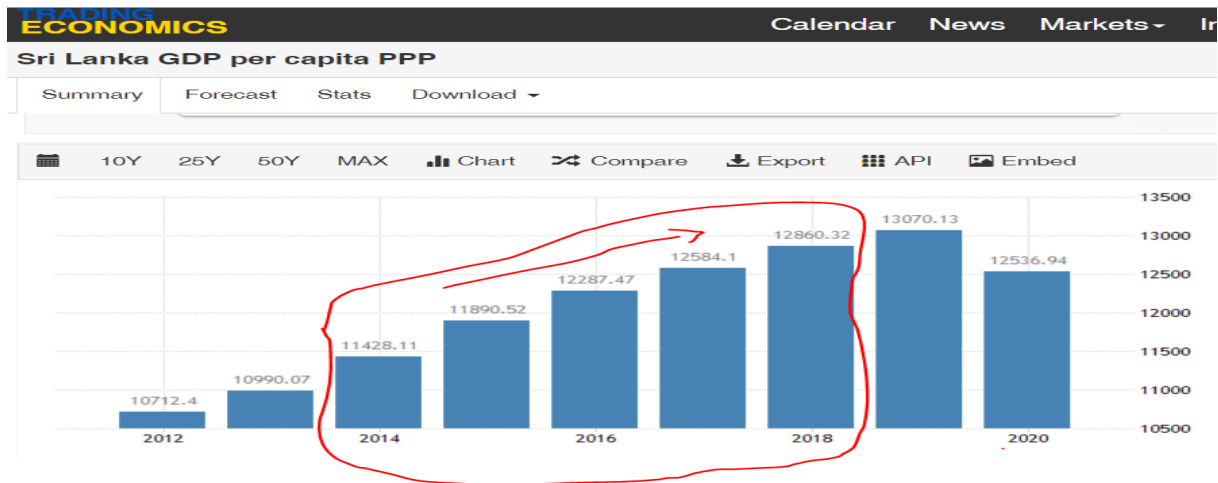 TRADING
ECONOMICS
Calendar News Markets
Sri Lanka GDP per capita PPP
Summary Forecast Stats Download
10Y 25Y 50Y MAX Chart Compare Export API Embed
13500
13070.13
12860.32
13000
12584.1
12536.94
12287.47
12500
11890.52
12000
11428.11
11500
10990.07
10712.4
11000
10500
2012 2014 2016 2018 2020